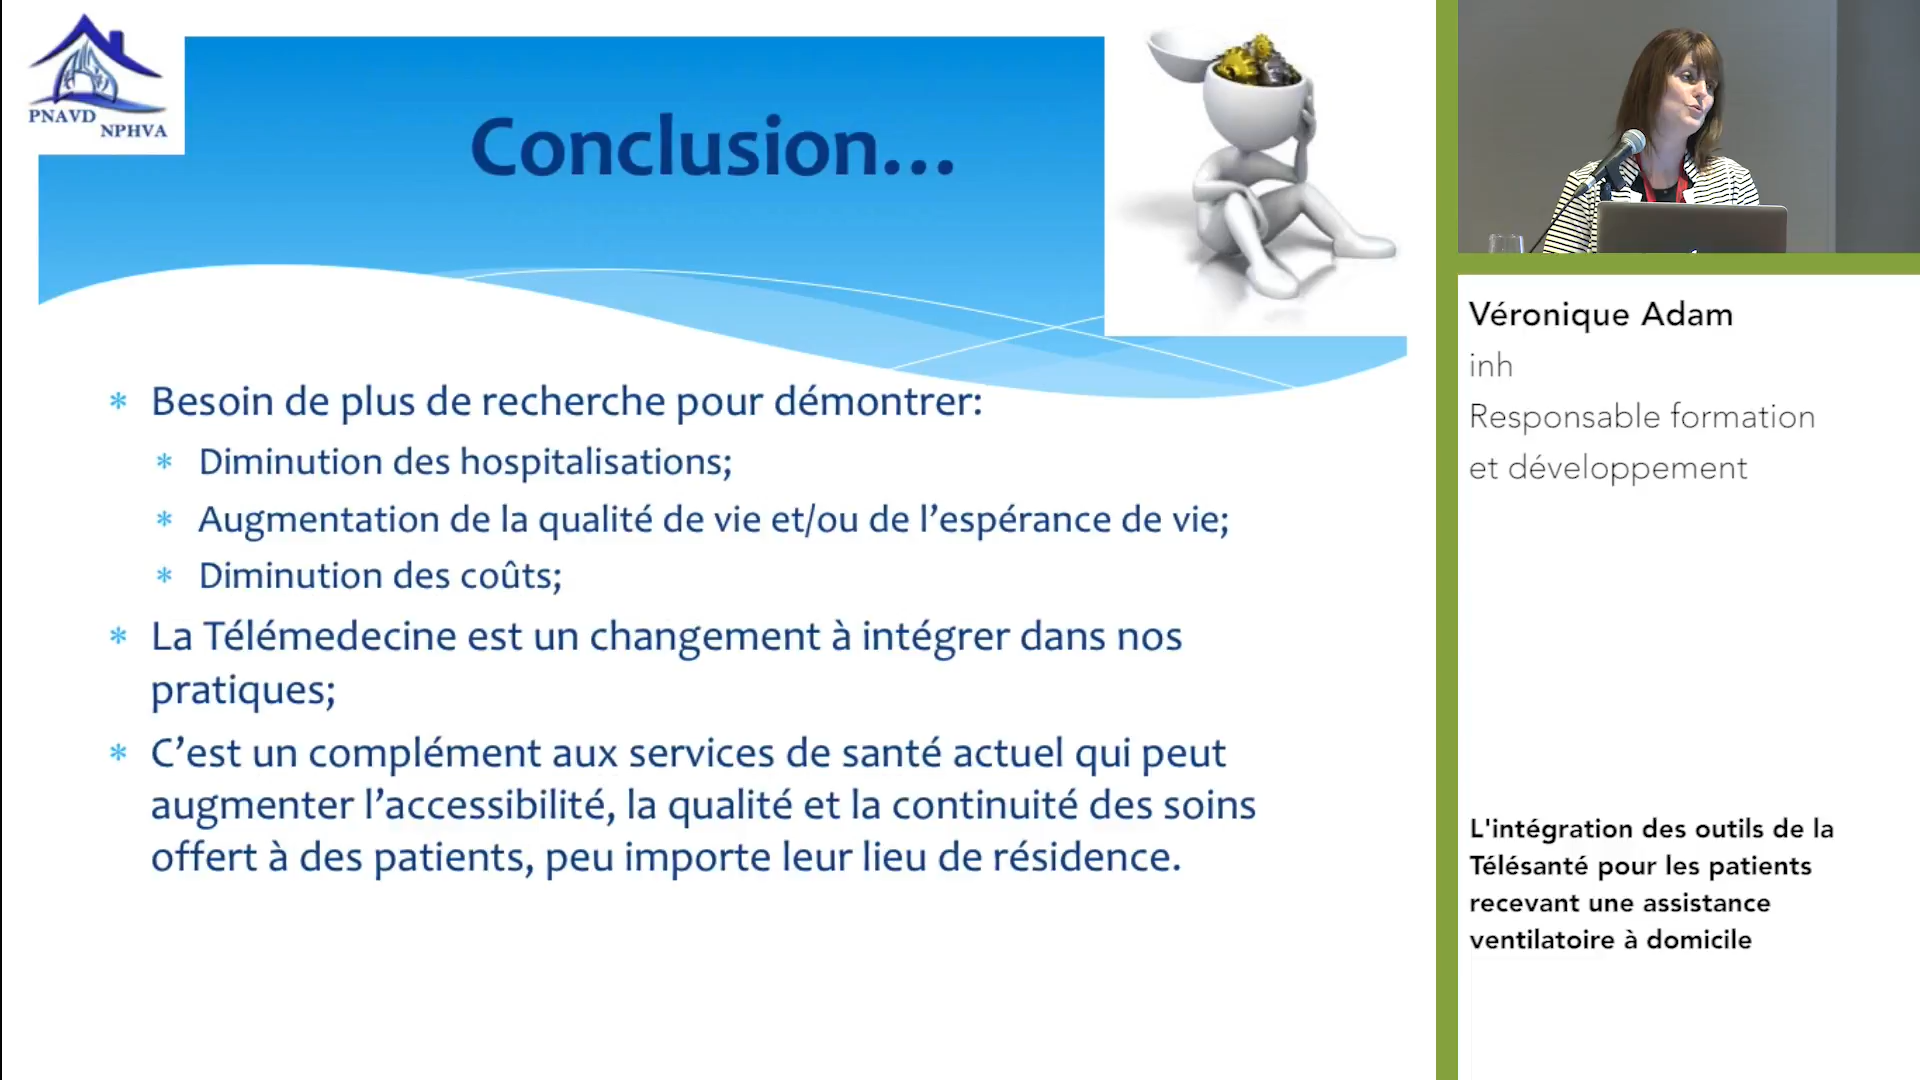 PNAVD
NPHVA
Conclusion...
* Besoin de plus de recherche pour démontrer:
* Diminution des hospitalisations;
* Augmentation de la qualité de vie et/ou de l’espérance de vie;
* Diminution des coûts;
* La Télémedecine est un changement à intégrer dans nos
pratiques;
* C’est un complément aux services de santé actuel qui peut
augmenter l’accessibilité, la qualité et la continuité des soins
offert à des patients, peu importe leur lieu de résidence.
Véronique Adam
inh
Responsable formation
et développement
L'intégration des outils de la
Télésanté pour les patients
recevant une assistance
ventilatoire à domicile